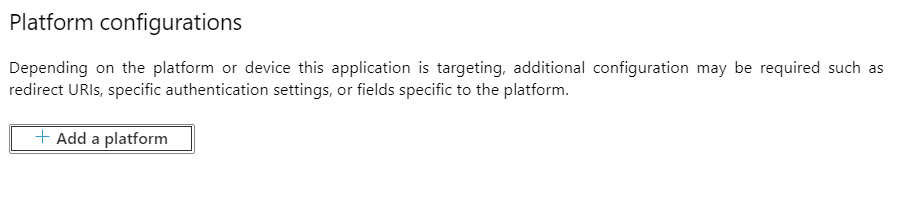 Platform configurations
Depending on the platform or device this application is targeting, additional configuration may be required such as
redirect URIs, specific authentication settings, or fields specific to the platform.
+ Add a platform